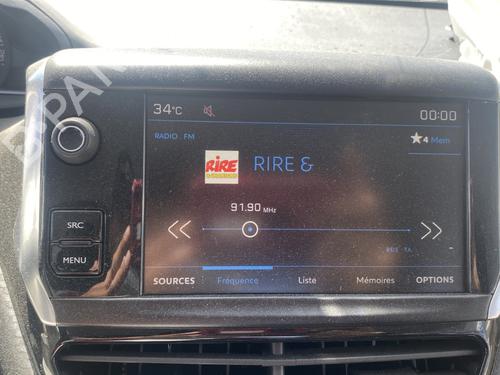 34°C 00:00
RADIO FM ★4 Mem
RiRE RIRE &
91.90 MHz
SRC
MENU
RDS TA
SOURCES Fréquence Liste Mémoires OPTIONS